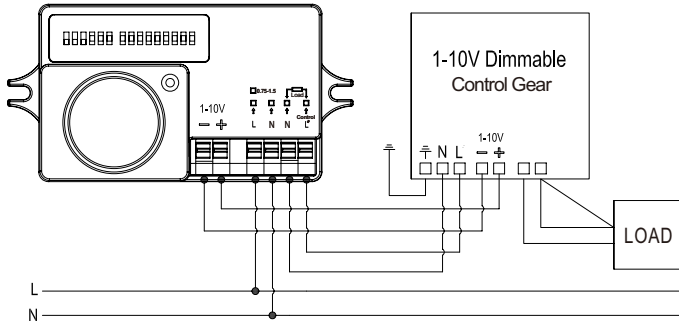 1-10V
− +
0.75-1.5
Load
L N N L'
Control
1-10V Dimmable
Control Gear
1-10V
N L − +
LOAD
L
N